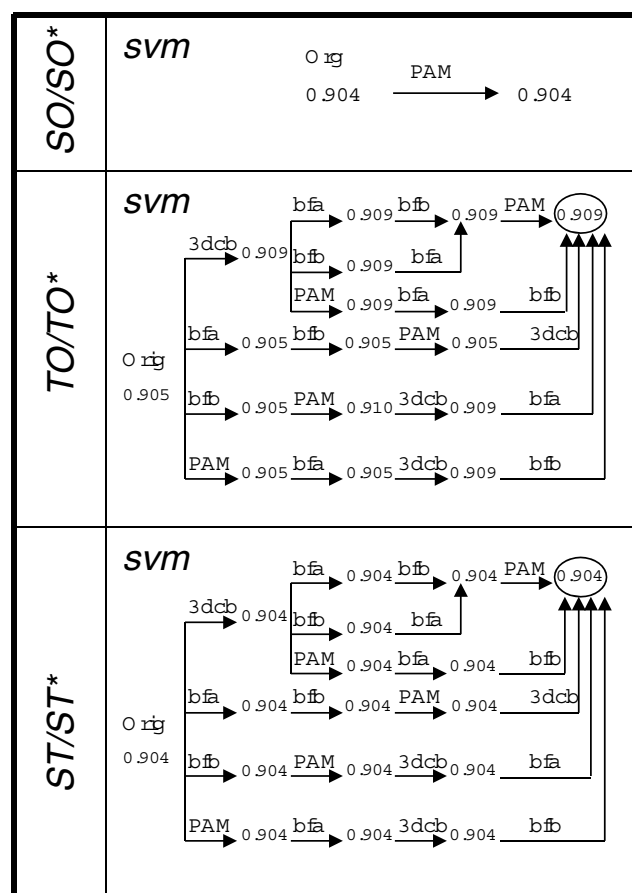 SO/SO*
svm
Org
PAM
0.904 0.904
TO/TO*
svm
bfa 0.909 bfb 0.909 PAM 0.909
3dcb 0.909
bfb 0.909 bfa
PAM 0.909 bfa 0.909 bfb
bfa 0.905 bfb 0.905 PAM 0.905 3dcb
Orig
0.905
bfb 0.905 PAM 0.910 3dcb 0.909 bfa
PAM 0.905 bfa 0.905 3dcb 0.909 bfb
ST/ST*
svm
bfa 0.904 bfb 0.904 PAM 0.904
3dcb 0.904
bfb 0.904 bfa
PAM 0.904 bfa 0.904 bfb
bfa 0.904 bfb 0.904 PAM 0.904 3dcb
Orig
0.904
bfb 0.904 PAM 0.904 3dcb 0.904 bfa
PAM 0.904 bfa 0.904 3dcb 0.904 bfb